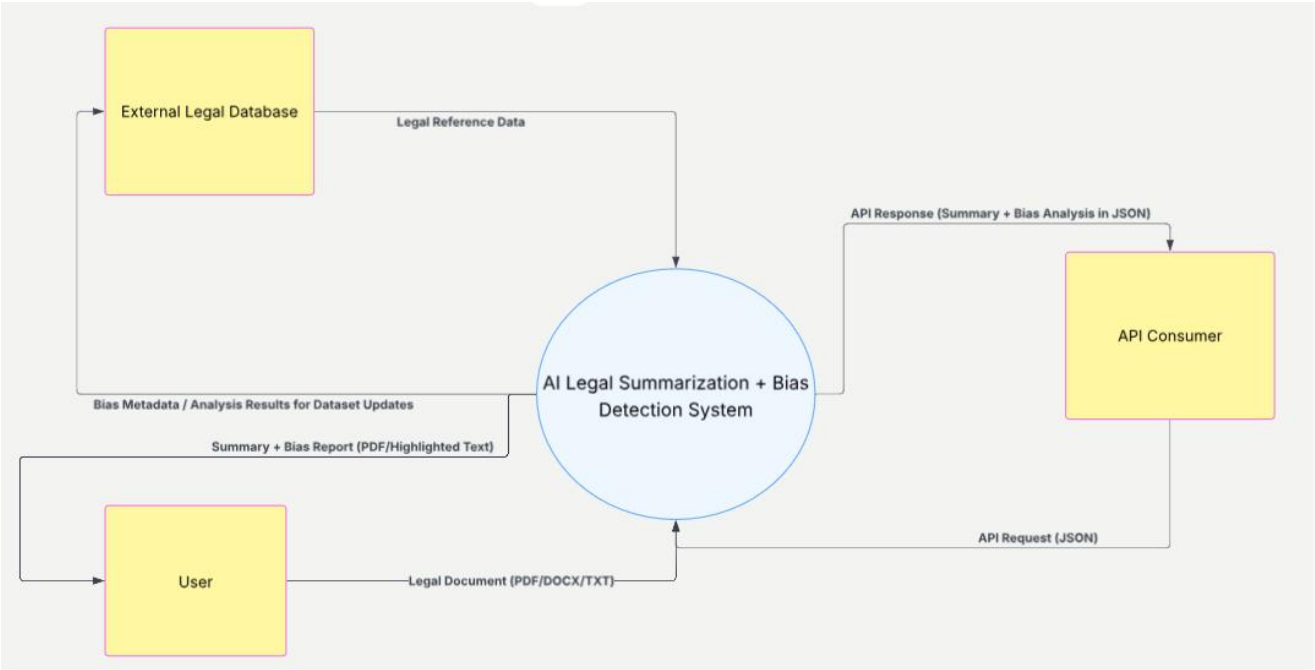 External Legal Database
Legal Reference Data
API Response (Summary + Bias Analysis in JSON)
API Consumer
AI Legal Summarization + Bias
Detection System
Bias Metadata / Analysis Results for Dataset Updates
Summary + Bias Report (PDF/Highlighted Text)
API Request (JSON)
User
Legal Document (PDF/DOCX/TXT)